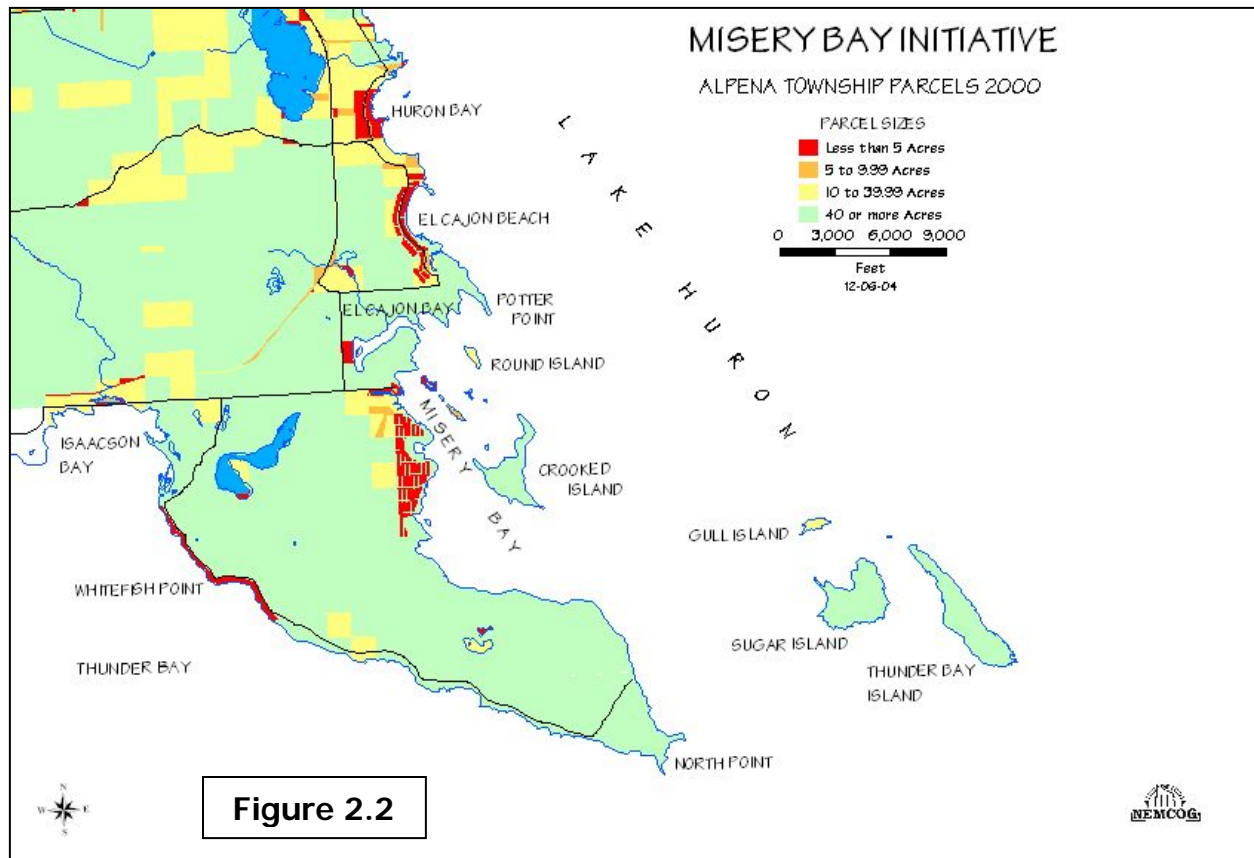 MISERY BAY INITIATIVE
ALPENA TOWNSHIP PARCELS 2000
PARCEL SIZES
Less than 5 Acres
5 to 9.99 Acres
10 to 39.99 Acres
40 or more Acres
0 3,000 6,000 9,000
Feet
12-06-04
HURON BAY
LAKE HURON
EL CAJON BEACH
EL CAJON BAY
POTTER
POINT
ROUND ISLAND
MISERY BAY
ISAACSON
BAY
CROOKED
ISLAND
GULL ISLAND
WHITEFISH POINT
SUGAR ISLAND
THUNDER BAY
THUNDER BAY
ISLAND
NORTH POINT
N
W E
S
Figure 2.2
NEMCOG